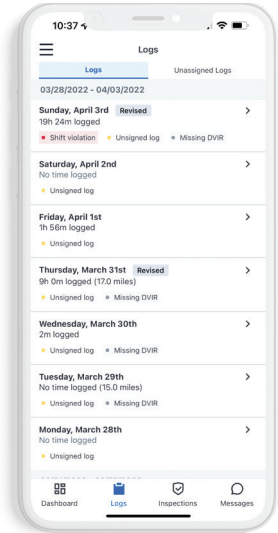 10:37
Logs
Logs Unassigned Logs
03/28/2022 - 04/03/2022
Sunday, April 3rd Revised
19h 24m logged
Shift violation Unsigned log Missing DVIR
Saturday, April 2nd
No time logged
Unsigned log
Friday, April 1st
1h 56m logged
Unsigned log
Thursday, March 31st Revised
9h 0m logged (17.0 miles)
Unsigned log Missing DVIR
Wednesday, March 30th
2m logged
Unsigned log Missing DVIR
Tuesday, March 29th
No time logged (15.0 miles)
Unsigned log Missing DVIR
Monday, March 28th
No time logged
Unsigned log
Dashboard Logs Inspections Messages